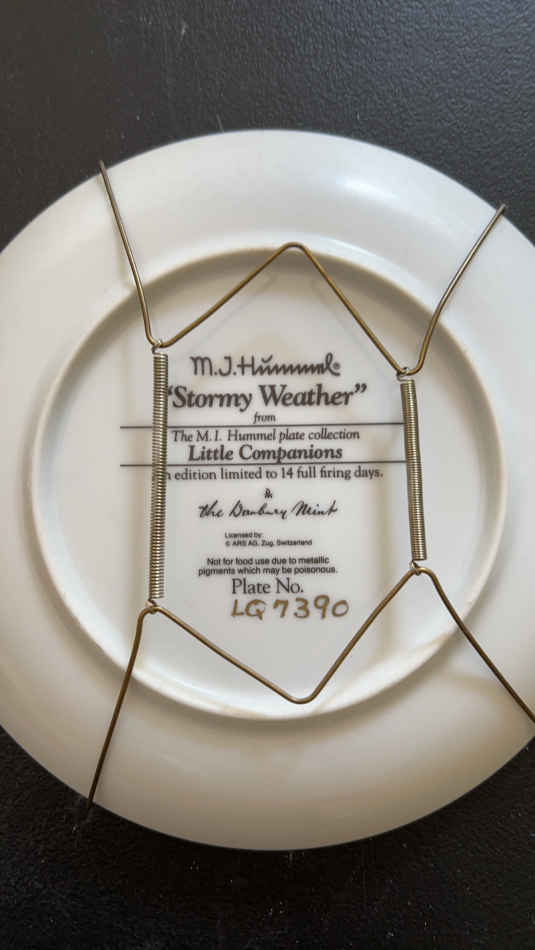 M.J.Hummel®
"Stormy Weather"
from
The M. I. Hummel plate collection
Little Companions
edition limited to 14 full firing days.
the Danbury Mint
Licensed by:
© ARS AG, Zug, Switzerland
Not for food use due to metallic
pigments which may be poisonous.
Plate No.
LQ7390